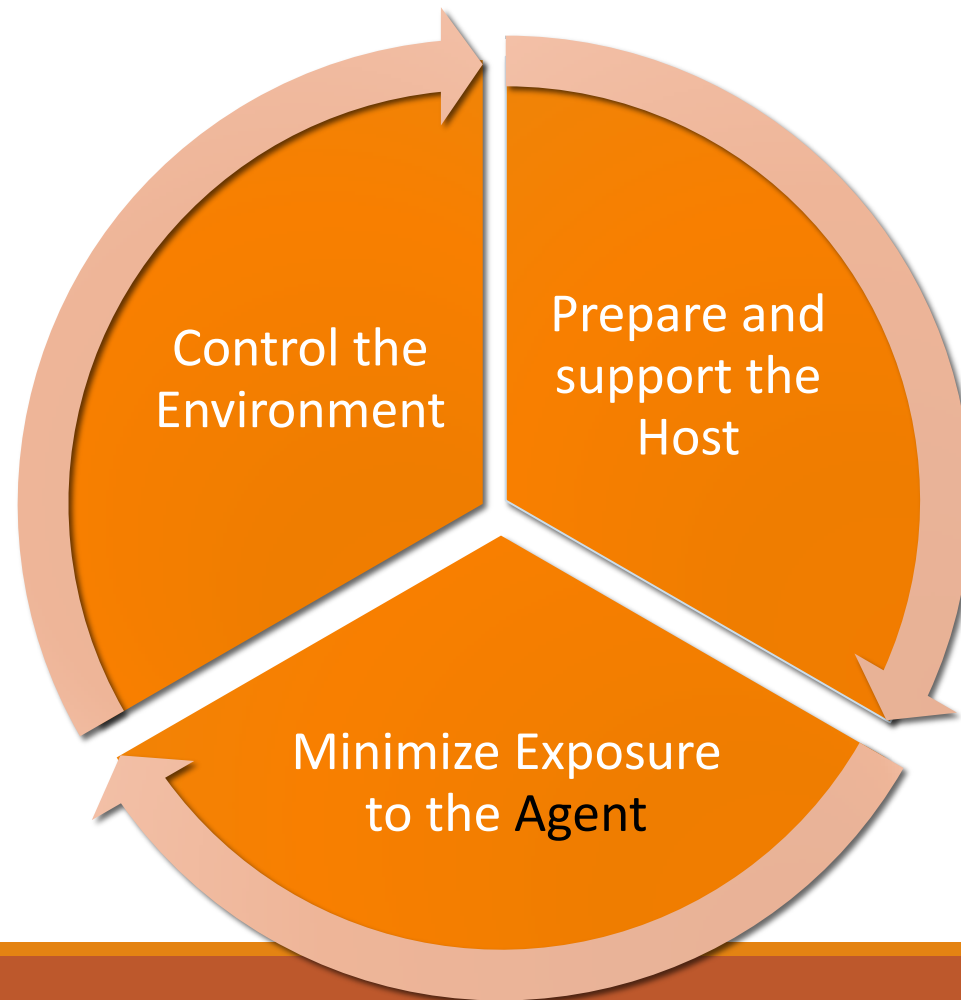 Control the
Environment
Prepare and
support the
Host
Minimize Exposure
to the Agent